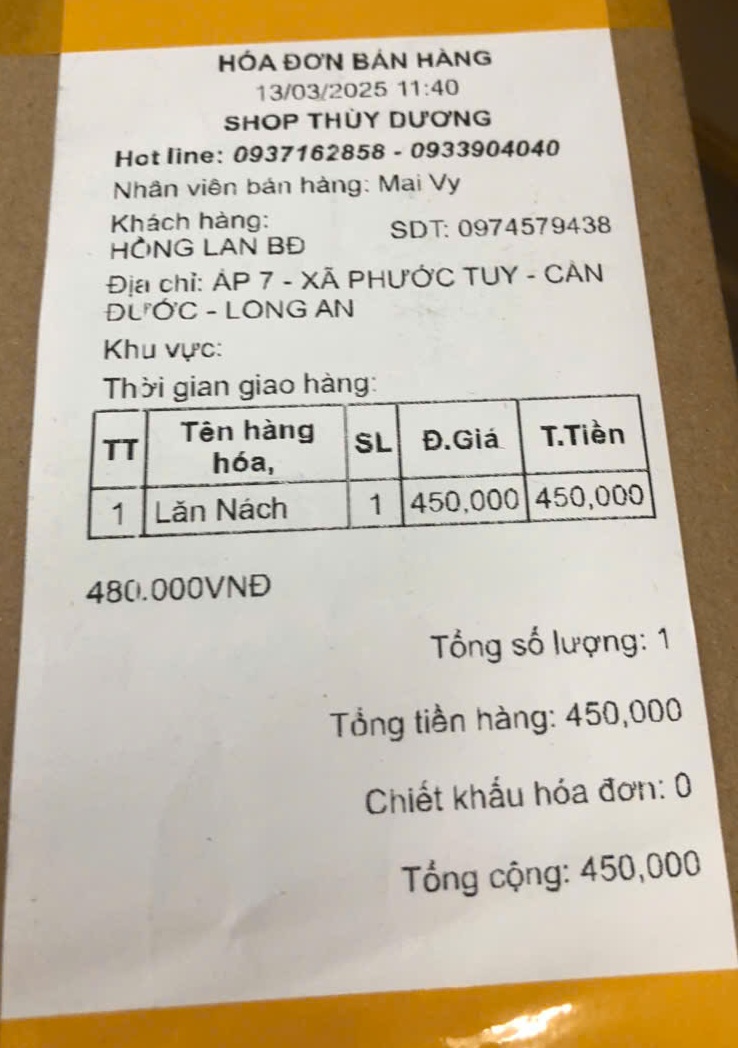 HÓA ĐƠN BÁN HÀNG
13/03/2025 11:40
SHOP THÙY DƯƠNG
Hot line: 0937162858 - 0933904040
Nhân viên bán hàng: Mai Vy
Khách hàng: SDT: 0974579438
HỒNG LAN BĐ
Địa chỉ: ẤP 7 - XÃ PHƯỚC TUY - CẦN
ĐƯỚC - LONG AN
Khu vực:
Thời gian giao hàng:
TT Tên hàng hóa, SL Đ.Giá T.Tiền
1 Lăn Nách 1 450,000 450,000
480.000VNĐ
Tổng số lượng: 1
Tổng tiền hàng: 450,000
Chiết khấu hóa đơn: 0
Tổng cộng: 450,000